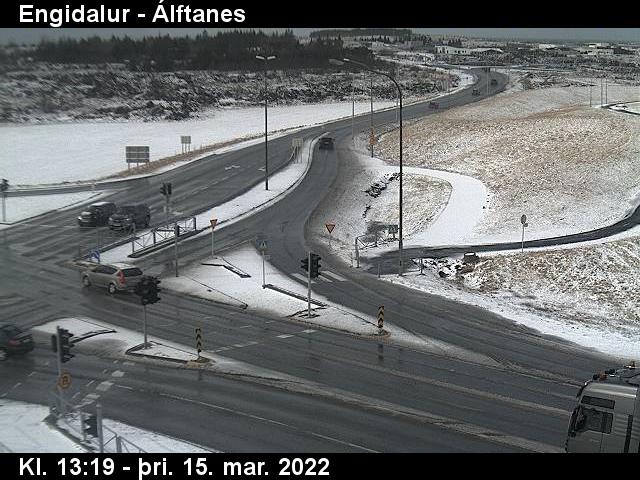 Engidalur - Álftanes
Kl. 13:19 - þri. 15. mar. 2022